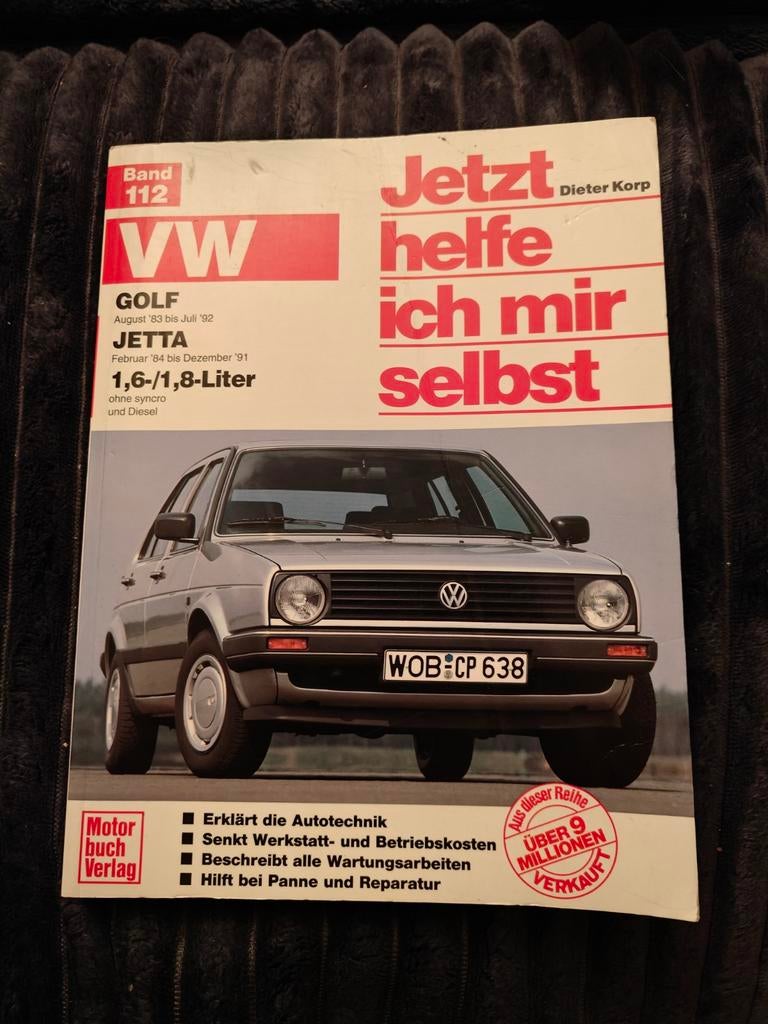 Band
112
VW
GOLF
August '83 bis Juli '92
JETTA
Februar '84 bis Dezember '91
1,6-/1,8-Liter
ohne syncro
und Diesel
Jetzt
Dieter Korp
helfe
ich mir
selbst
WOB CP 638
Motor
buch
Verlag
■ Erklärt die Autotechnik
■ Senkt Werkstatt- und Betriebskosten
■ Beschreibt alle Wartungsarbeiten
■ Hilft bei Panne und Reparatur
Aus dieser Reihe
ÜBER 9
MILLIONEN
VERKAUFT